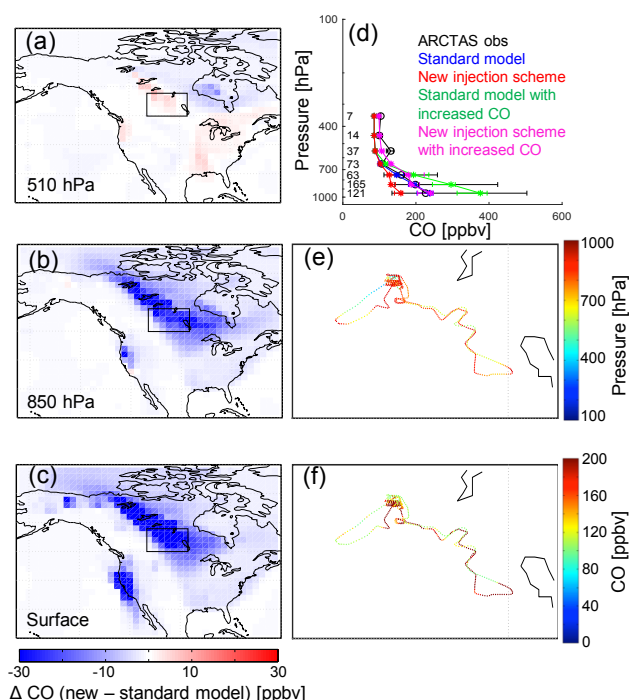 (a)
510 hPa
(b)
850 hPa
(c)
Surface
-30 -10 10 30
Δ CO (new – standard model) [ppbv]
(d)
ARCTAS obs
Standard model
New injection scheme
Standard model with
increased CO
New injection scheme
with increased CO
Pressure [hPa]
100
400
600
1000
7
14
37
73
63
165
121
0 200 400 600
CO [ppbv]
(e)
1000
700
400
100
Pressure [hPa]
(f)
200
160
120
80
40
0
CO [ppbv]